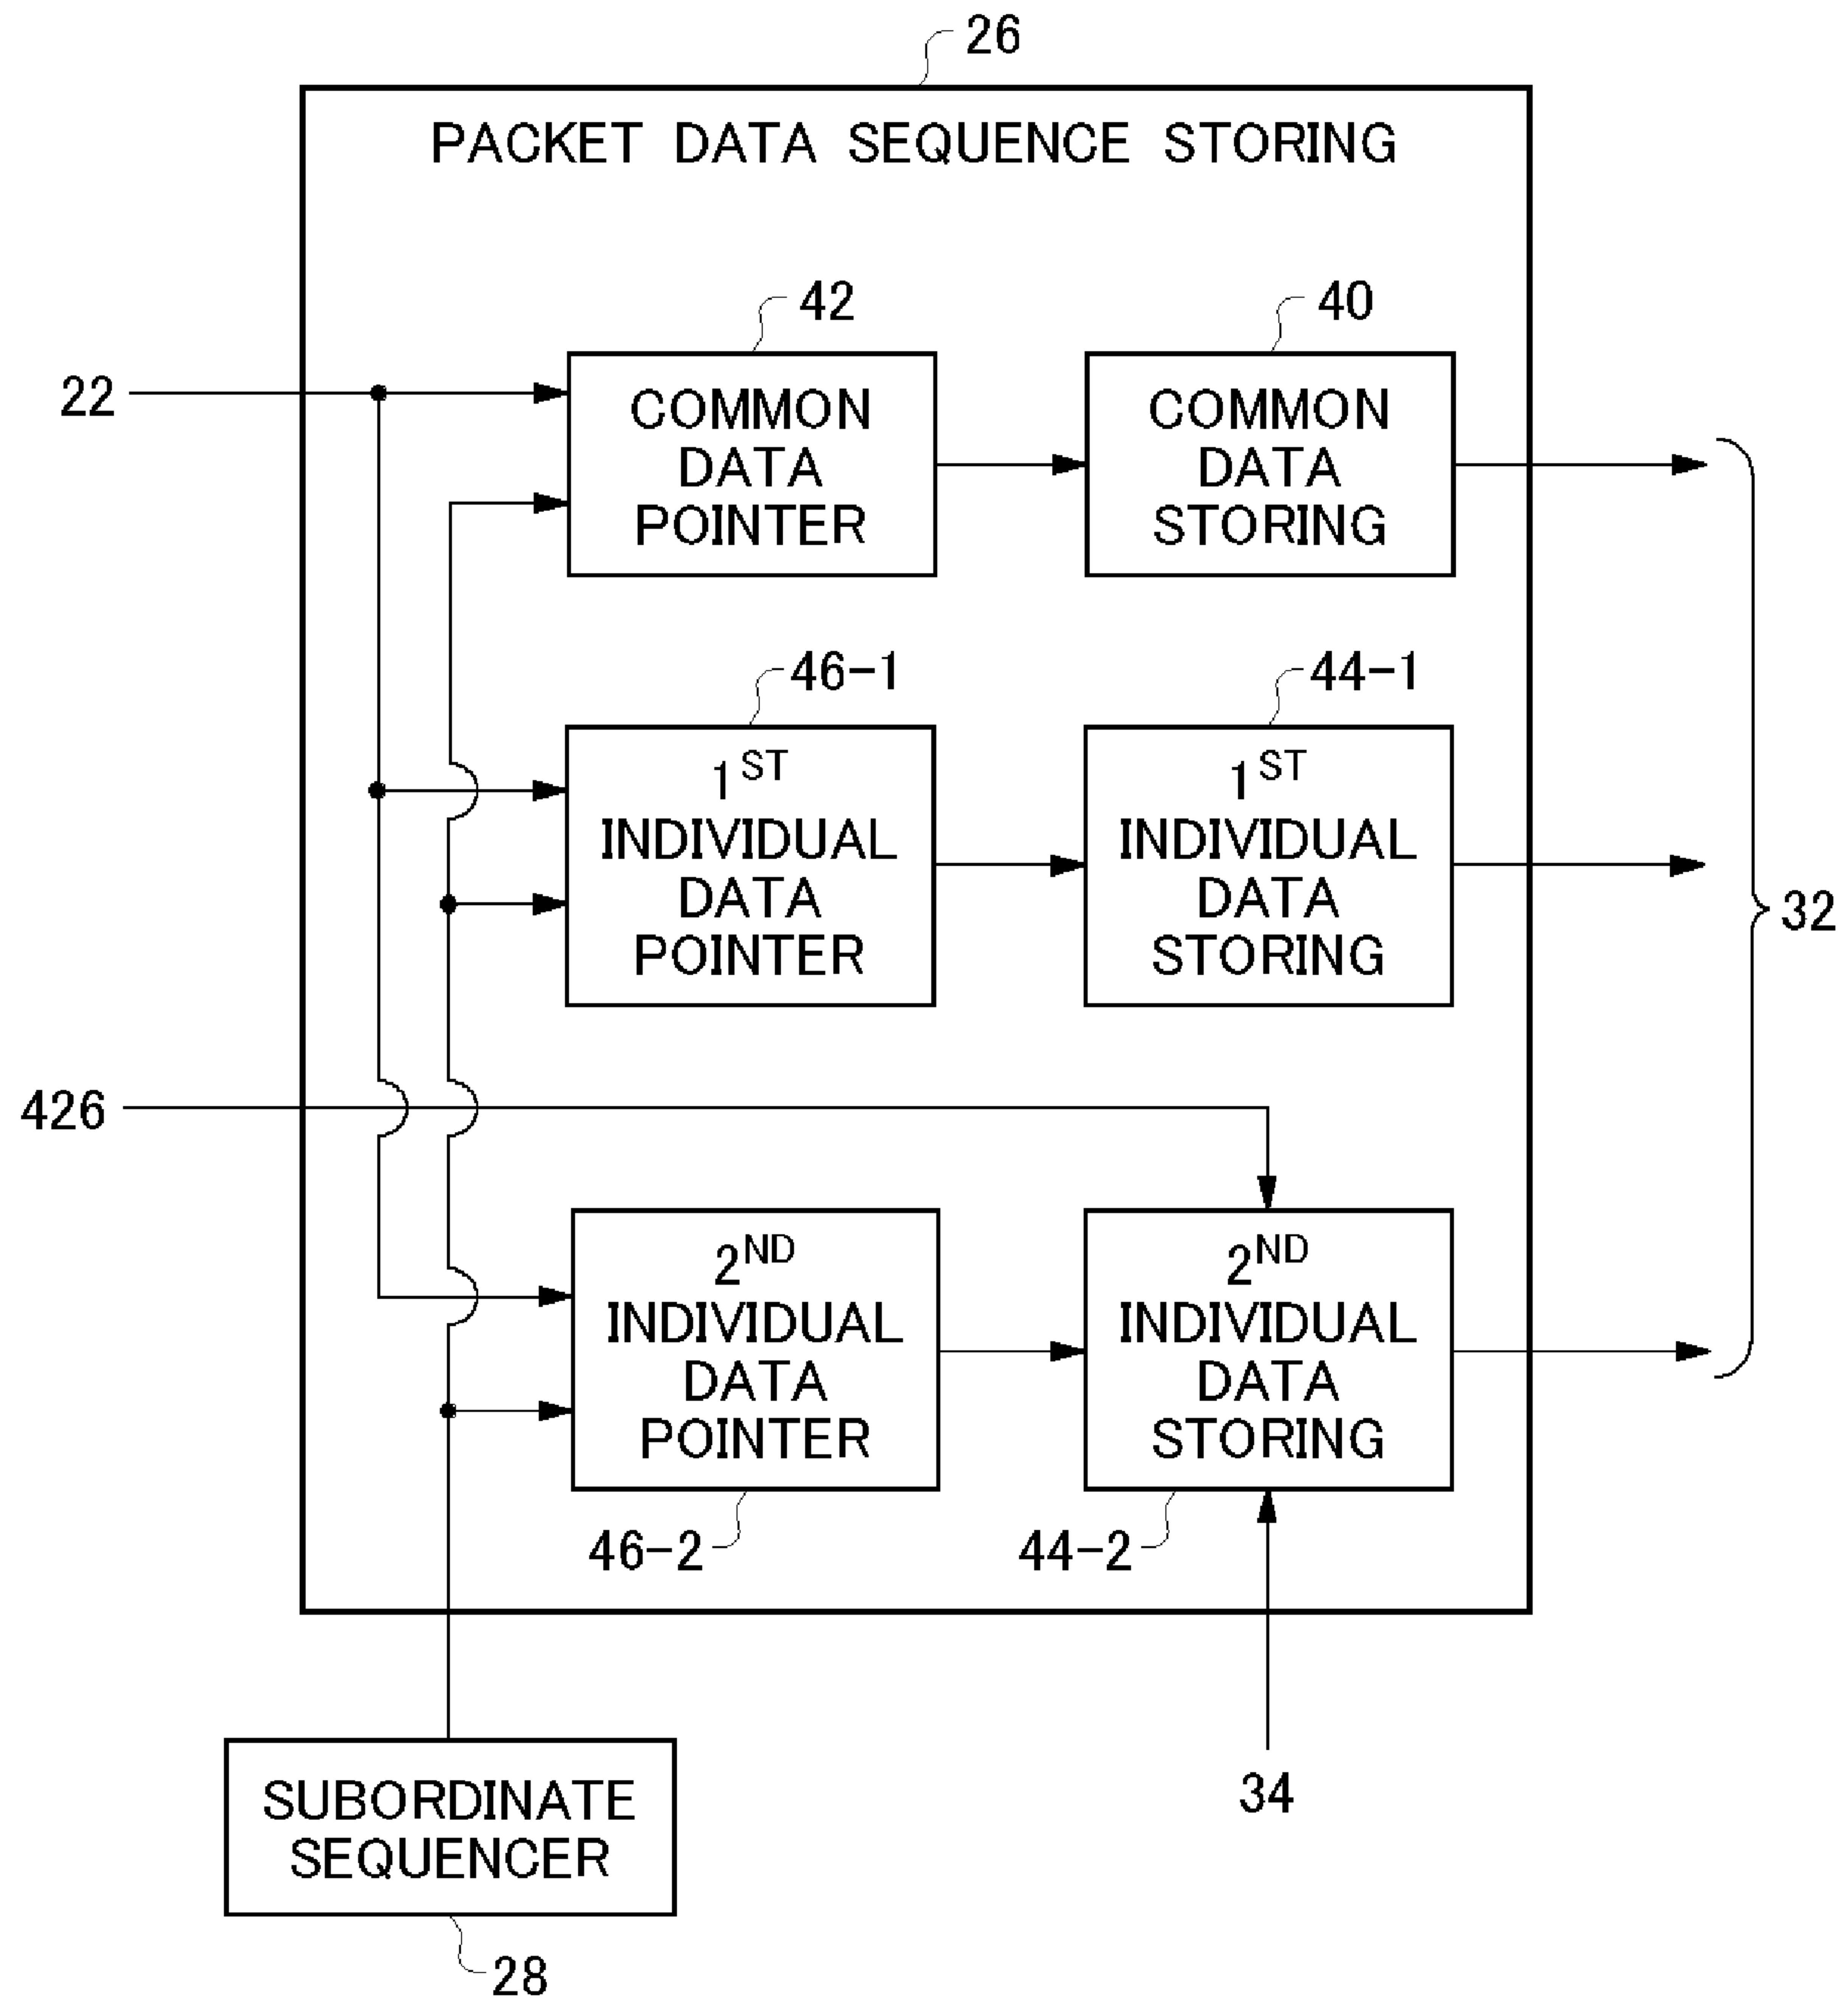 26
PACKET DATA SEQUENCE STORING
42
40
22
COMMON
DATA
POINTER
COMMON
DATA
STORING
46-1
44-1
1ST
INDIVIDUAL
DATA
POINTER
1ST
INDIVIDUAL
DATA
STORING
32
426
2ND
INDIVIDUAL
DATA
POINTER
2ND
INDIVIDUAL
DATA
STORING
46-2
44-2
34
SUBORDINATE
SEQUENCER
28